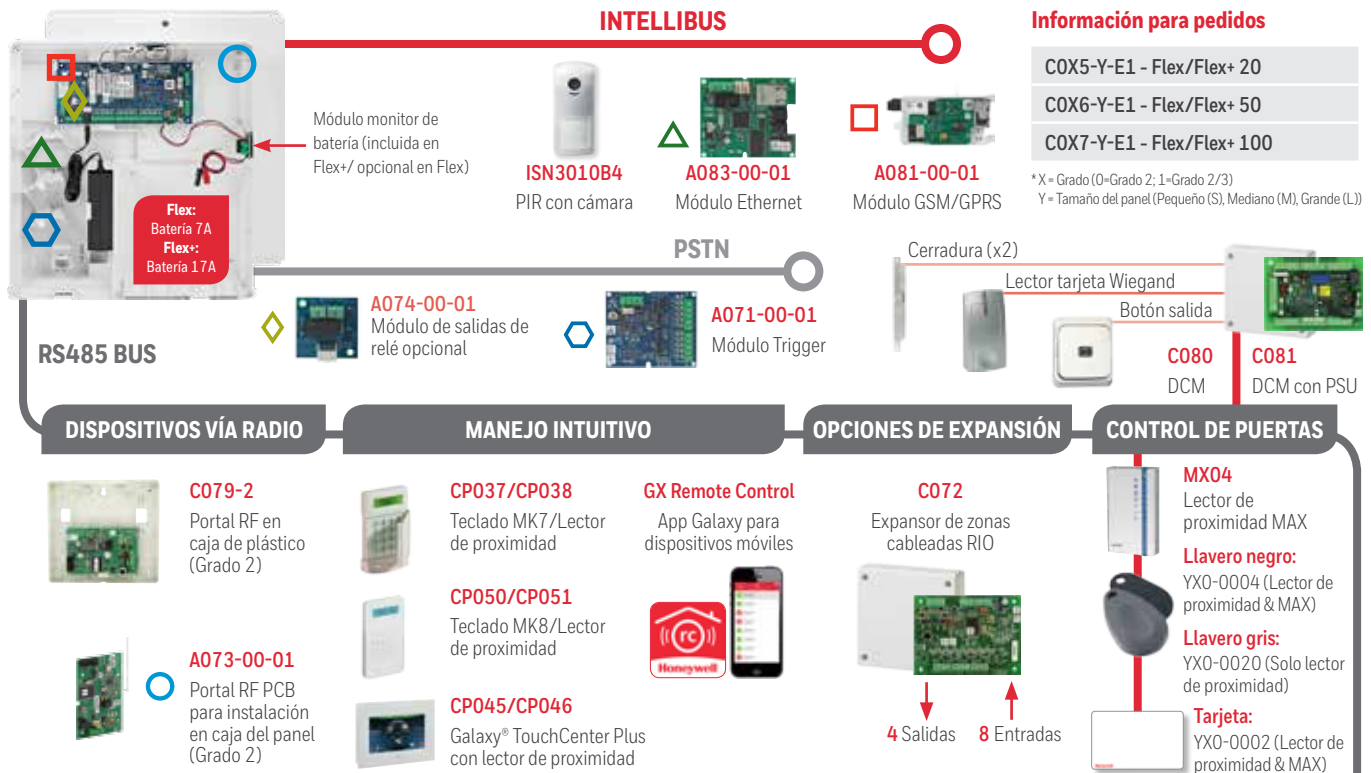 INTELLIBUS
Información para pedidos
COX5-Y-E1 - Flex/Flex+ 20
COX6-Y-E1 - Flex/Flex+ 50
COX7-Y-E1 - Flex/Flex+ 100
* X = Grado (0=Grado 2; 1=Grado 2/3)
Y = Tamaño del panel (Pequeño (S), Mediano (M), Grande (L))
Módulo monitor de
batería (incluida en
Flex+/ opcional en Flex)
ISN3010B4
PIR con cámara
A083-00-01
Módulo Ethernet
A081-00-01
Módulo GSM/GPRS
Flex:
Batería 7A
Flex+:
Batería 17A
PSTN
A074-00-01
Módulo de salidas de
relé opcional
A071-00-01
Módulo Trigger
Cerradura (x2)
Lector tarjeta Wiegand
Botón salida
C080
DCM
C081
DCM con PSU
RS485 BUS
DISPOSITIVOS VÍA RADIO
MANEJO INTUITIVO
OPCIONES DE EXPANSIÓN
CONTROL DE PUERTAS
C079-2
Portal RF en
caja de plástico
(Grado 2)
A073-00-01
Portal RF PCB
para instalación
en caja del panel
(Grado 2)
CP037/CP038
Teclado MK7/Lector
de proximidad
CP050/CP051
Teclado MK8/Lector
de proximidad
CP045/CP046
Galaxy® TouchCenter Plus
con lector de proximidad
GX Remote Control
App Galaxy para
dispositivos móviles
rc
Honeywell
C072
Expansor de zonas
cableadas RIO
4 Salidas
8 Entradas
MX04
Lector de
proximidad MAX
Llavero negro:
YX0-0004 (Lector de
proximidad & MAX)
Llavero gris:
YX0-0020 (Solo lector
de proximidad)
Tarjeta:
YX0-0002 (Lector de
proximidad & MAX)